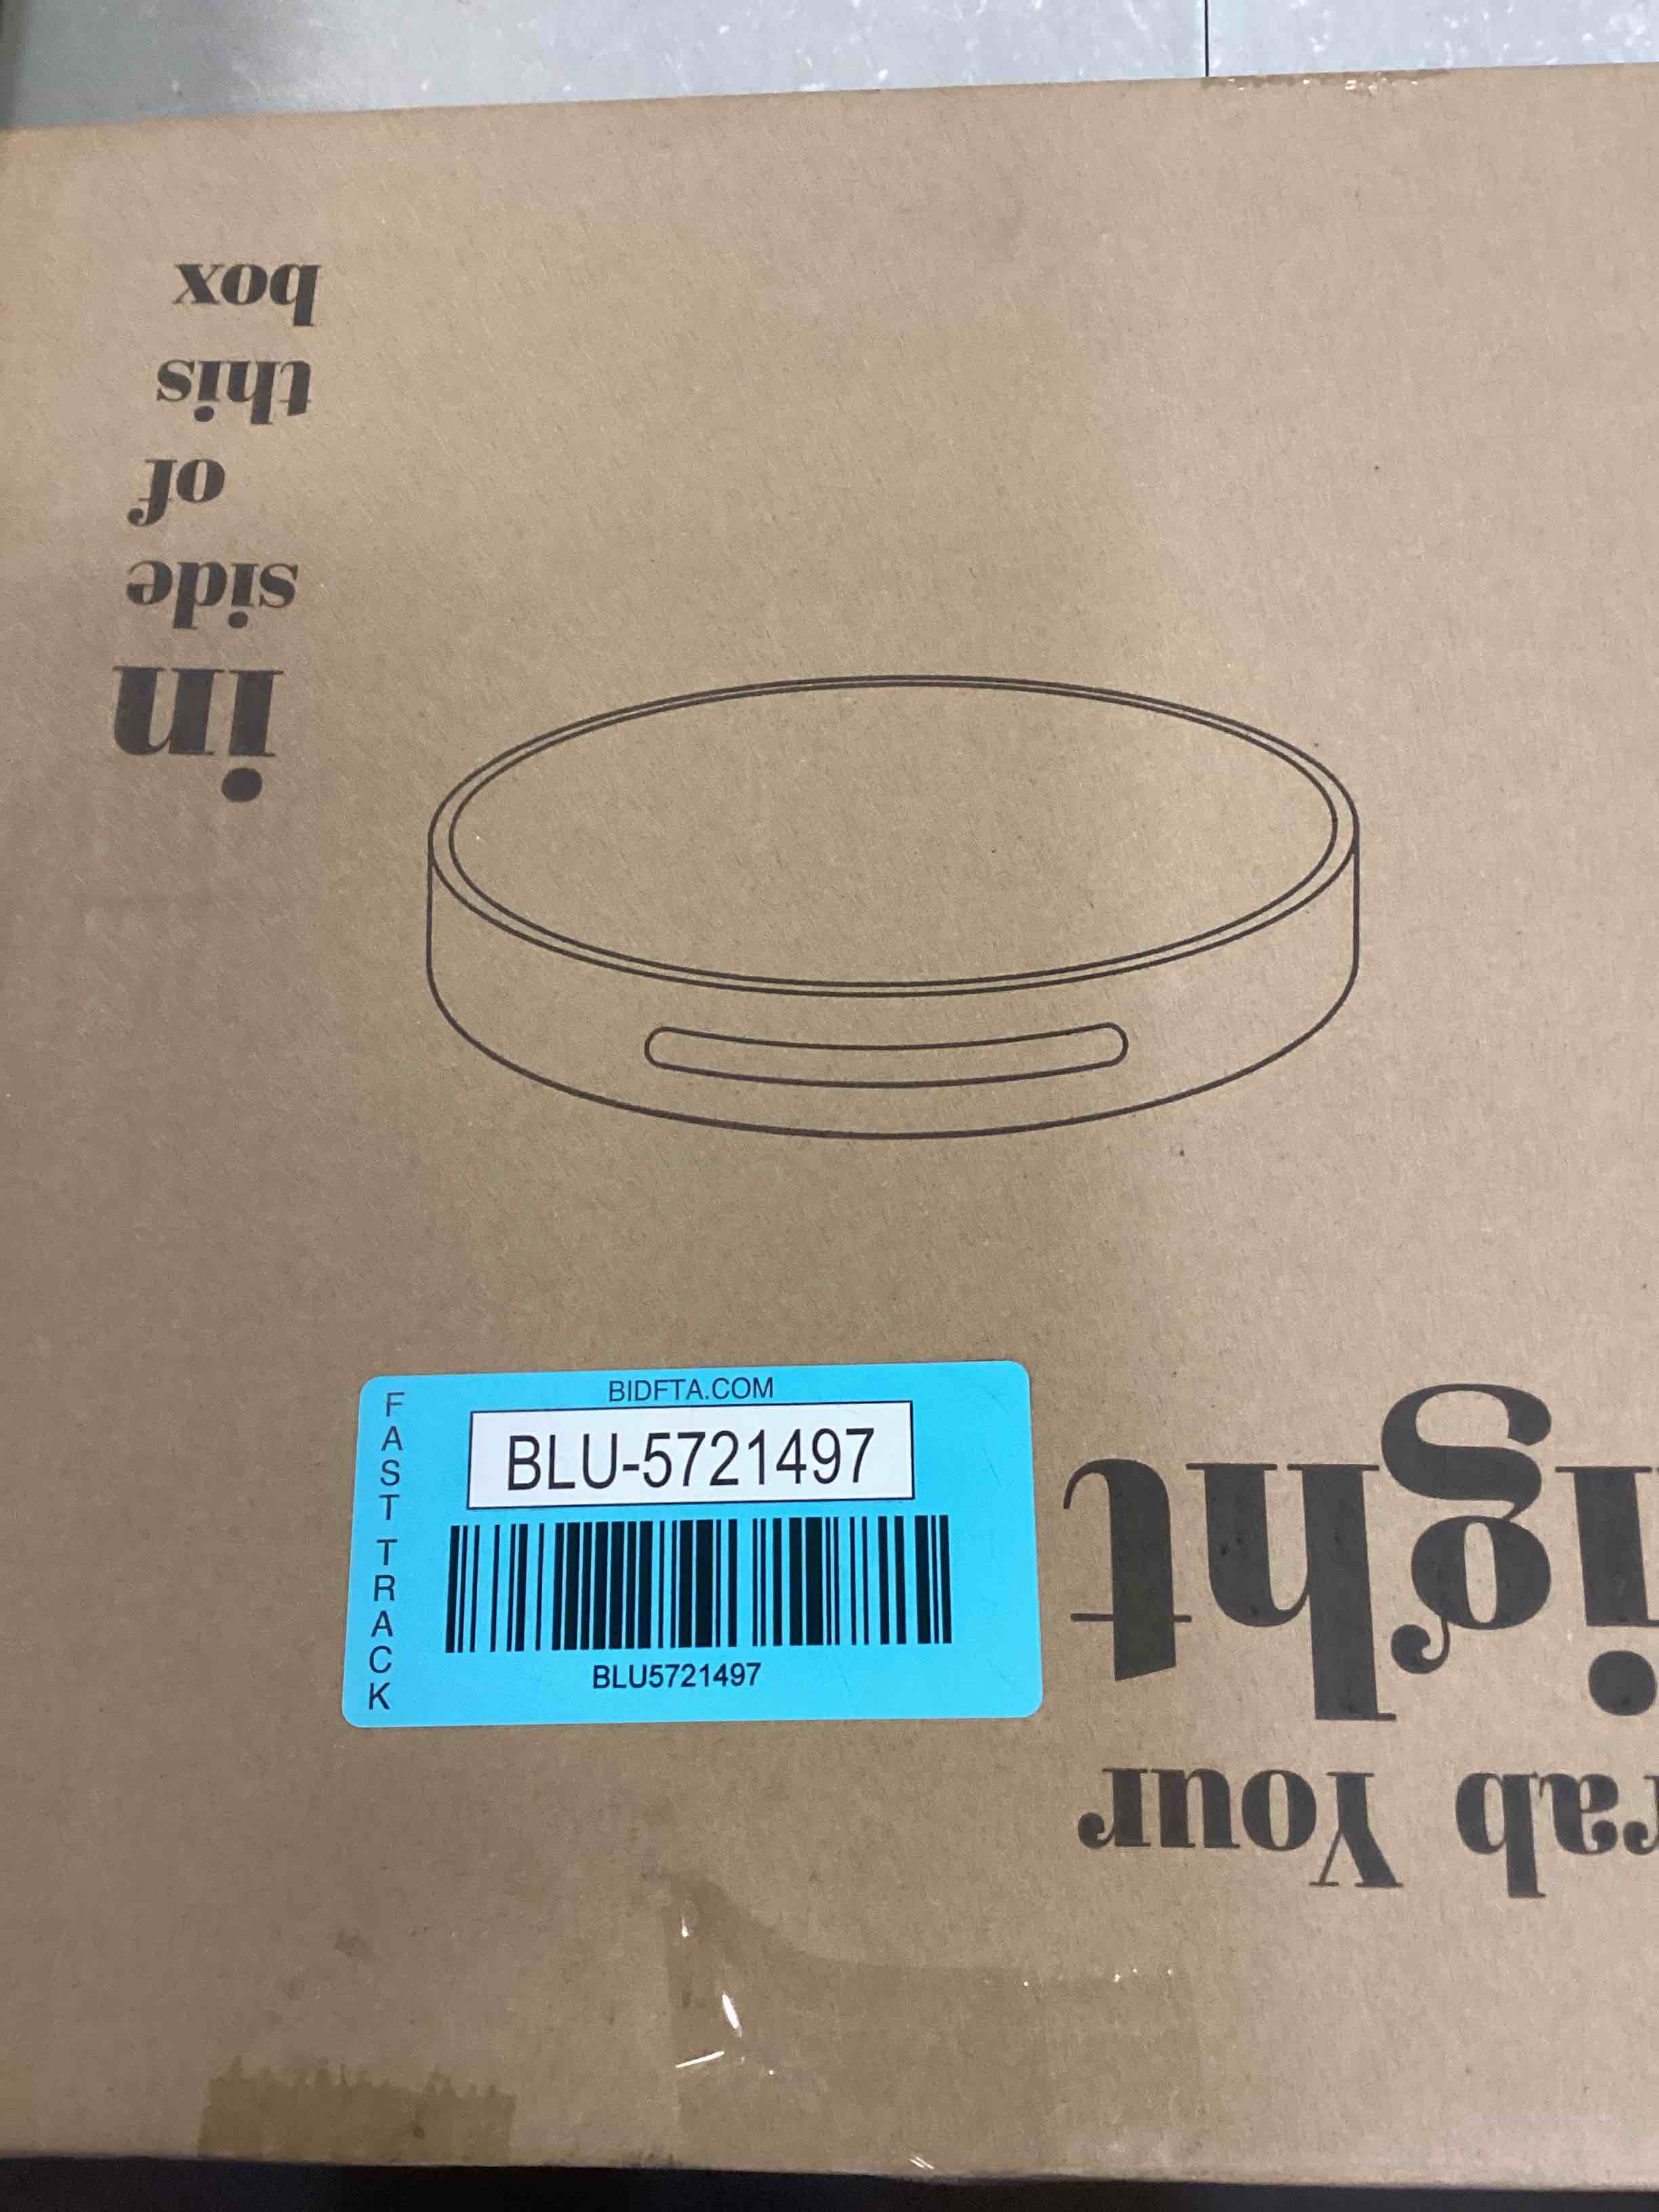 in
side
of
this
box
BIDFTA.COM
BLU-5721497
BLU5721497
FAST TRACK
rab Your
ight